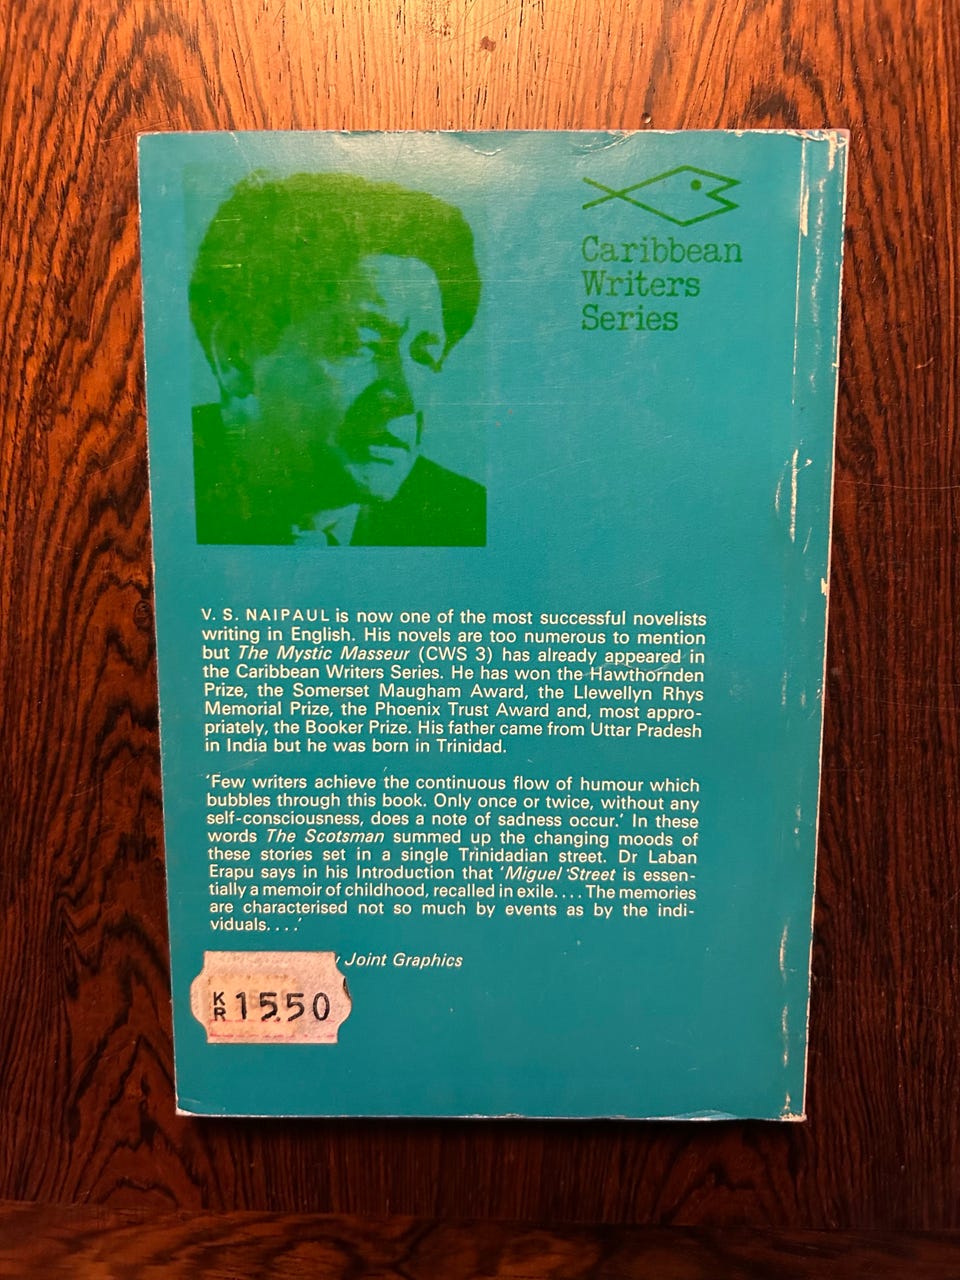 Caribbean
Writers
Series
V. S. NAIPAUL is now one of the most successful novelists
writing in English. His novels are too numerous to mention
but The Mystic Masseur (CWS 3) has already appeared in
the Caribbean Writers Series. He has won the Hawthornden
Prize, the Somerset Maugham Award, the Llewellyn Rhys
Memorial Prize, the Phoenix Trust Award and, most appro-
priately, the Booker Prize. His father came from Uttar Pradesh
in India but he was born in Trinidad.
'Few writers achieve the continuous flow of humour which
bubbles through this book. Only once or twice, without any
self-consciousness, does a note of sadness occur.' In these
words The Scotsman summed up the changing moods of
these stories set in a single Trinidadian street. Dr Laban
Erapu says in his Introduction that 'Miguel Street is essen-
tially a memoir of childhood, recalled in exile. . . . The memories
are characterised not so much by events as by the indi-
viduals. . . .'
Joint Graphics
KR 15.50